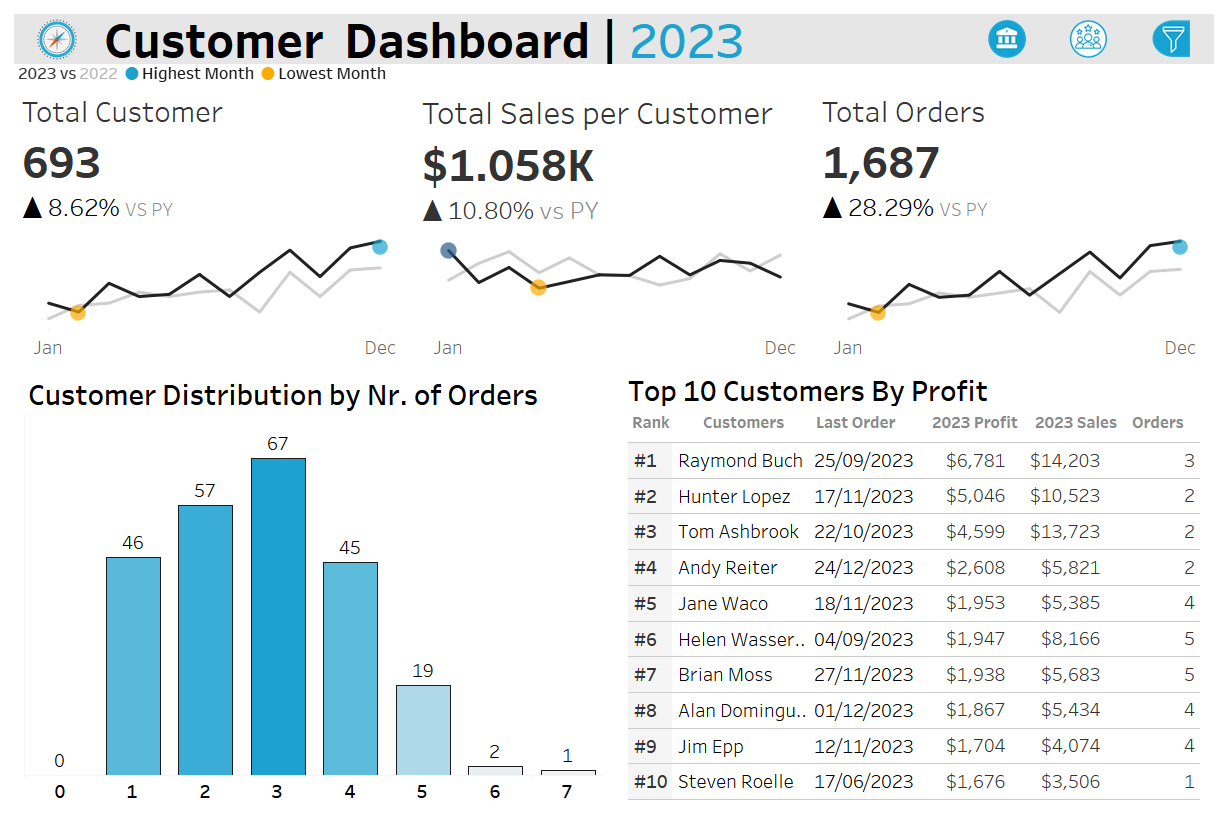 Customer Dashboard | 2023
2023 vs 2022 Highest Month Lowest Month
Total Customer
693
▲ 8.62% VS PY
Jan Dec
Total Sales per Customer
$1.058K
▲ 10.80% vs PY
Jan Dec
Total Orders
1,687
▲ 28.29% VS PY
Jan Dec
Customer Distribution by Nr. of Orders
0 46 57 67 45 19 2 1
0 1 2 3 4 5 6 7
Top 10 Customers By Profit
Rank Customers Last Order 2023 Profit 2023 Sales Orders
#1 Raymond Buch 25/09/2023 $6,781 $14,203 3
#2 Hunter Lopez 17/11/2023 $5,046 $10,523 2
#3 Tom Ashbrook 22/10/2023 $4,599 $13,723 2
#4 Andy Reiter 24/12/2023 $2,608 $5,821 2
#5 Jane Waco 18/11/2023 $1,953 $5,385 4
#6 Helen Wasser.. 04/09/2023 $1,947 $8,166 5
#7 Brian Moss 27/11/2023 $1,938 $5,683 5
#8 Alan Domingu.. 01/12/2023 $1,867 $5,434 4
#9 Jim Epp 12/11/2023 $1,704 $4,074 4
#10 Steven Roelle 17/06/2023 $1,676 $3,506 1